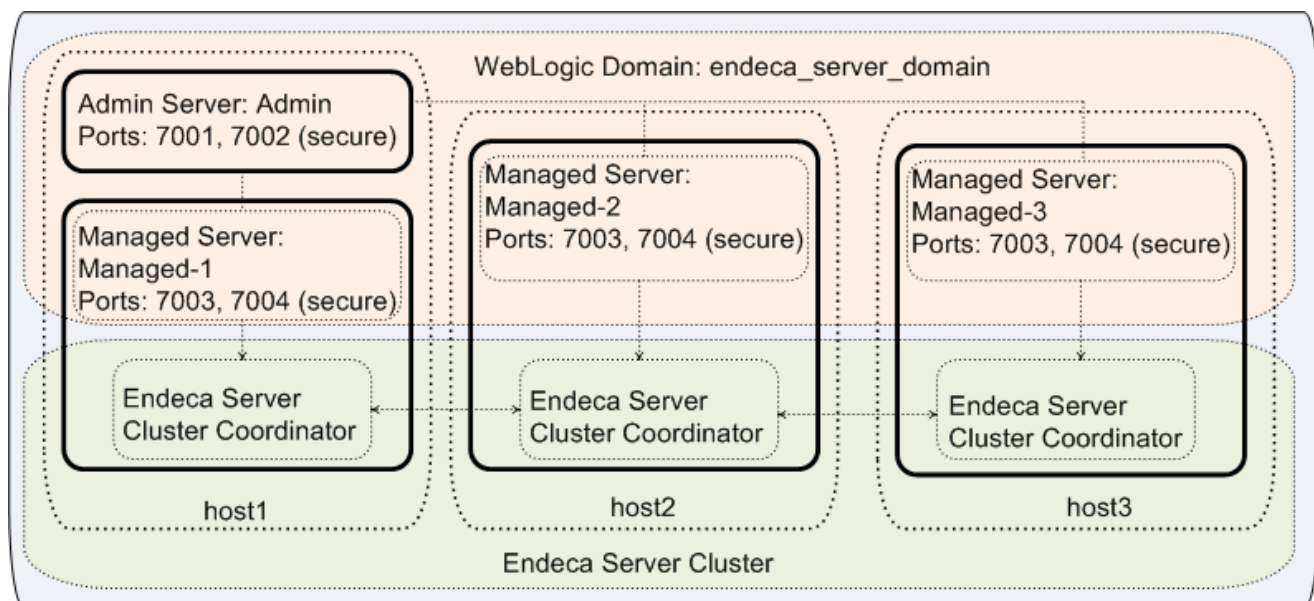 WebLogic Domain: endeca_server_domain
Admin Server: Admin
Ports: 7001, 7002 (secure)
Managed Server:
Managed-1
Ports: 7003, 7004 (secure)
Managed Server:
Managed-2
Ports: 7003, 7004 (secure)
Managed Server:
Managed-3
Ports: 7003, 7004 (secure)
Endeca Server
Cluster Coordinator
Endeca Server
Cluster Coordinator
Endeca Server
Cluster Coordinator
host1
host2
host3
Endeca Server Cluster